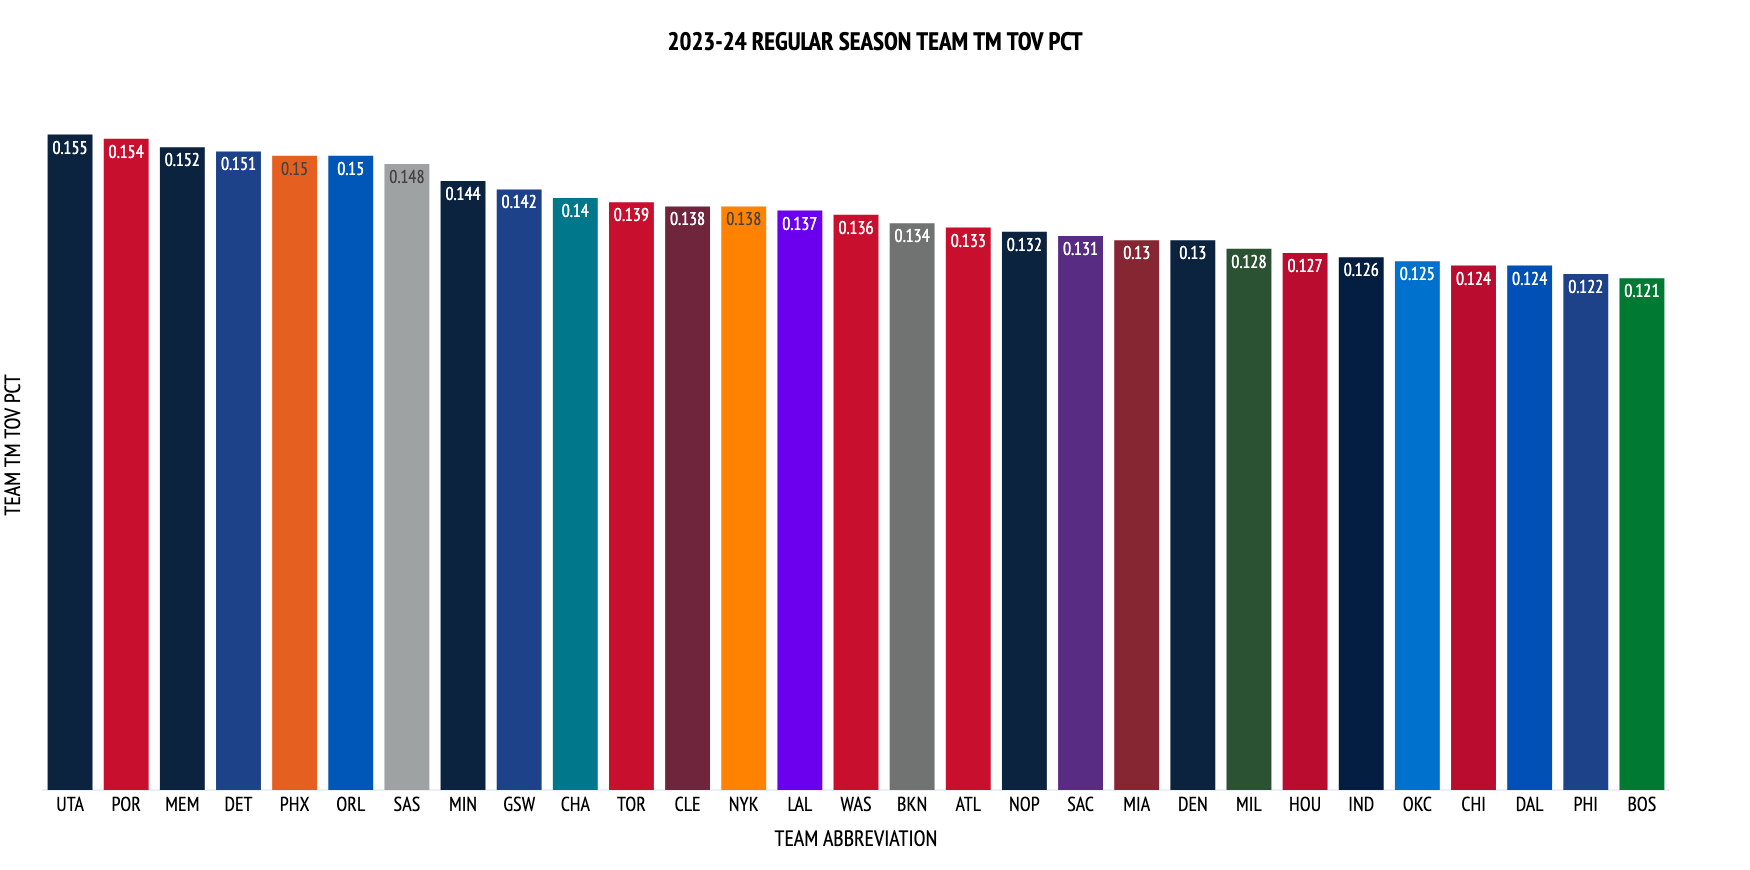 2023-24 REGULAR SEASON TEAM TM TOV PCT
0.155 0.154 0.152 0.151 0.15 0.15 0.148 0.144 0.142 0.14 0.139 0.138 0.138 0.137 0.136 0.134 0.133 0.132 0.131 0.13 0.13 0.128 0.127 0.126 0.125 0.124 0.124 0.122 0.121
TEAM TM TOV PCT
UTA POR MEM DET PHX ORL SAS MIN GSW CHA TOR CLE NYK LAL WAS BKN ATL NOP SAC MIA DEN MIL HOU IND OKC CHI DAL PHI BOS
TEAM ABBREVIATION